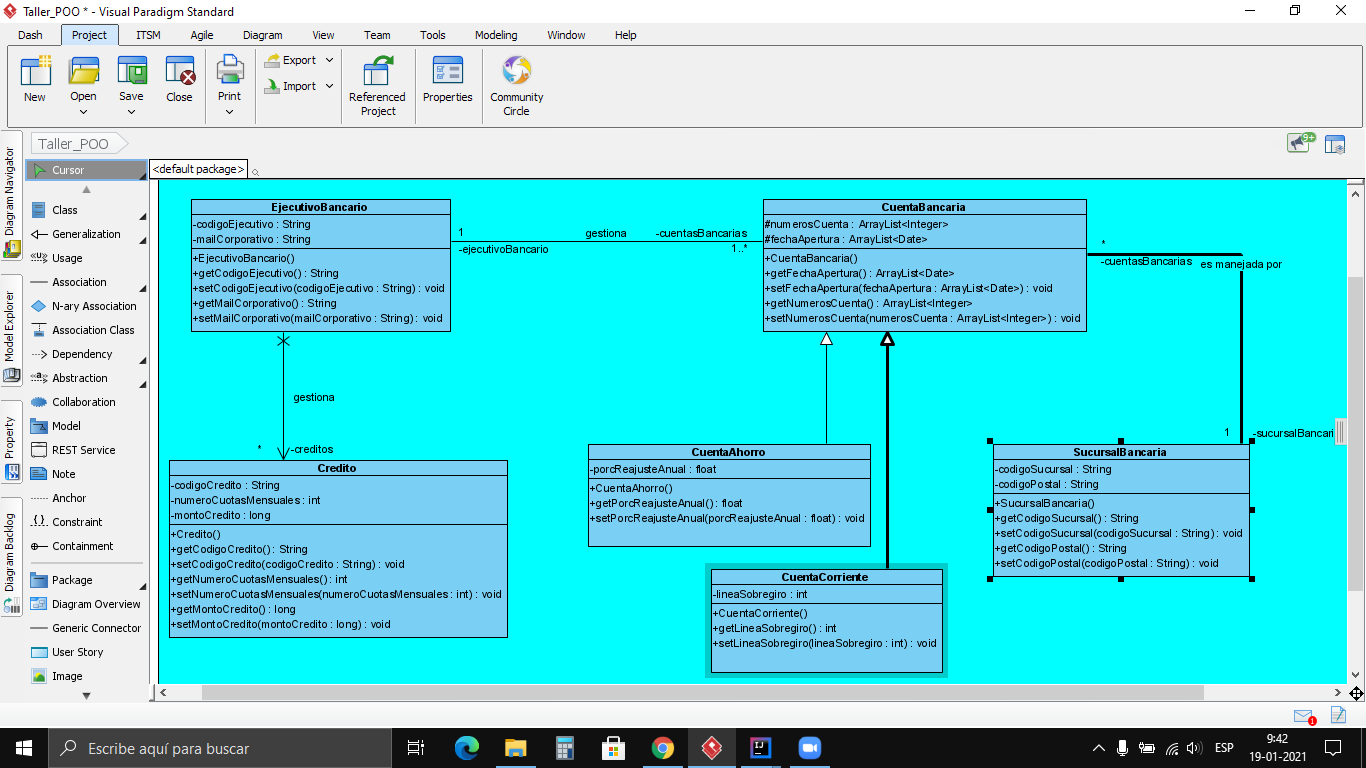 Taller_POO * - Visual Paradigm Standard
Dash Project ITSM Agile Diagram View Team Tools Modeling Window Help
New Open Save Close Print Export Import Referenced Project Properties Community Circle
Taller_POO
9+
Diagram Navigator
Model Explorer
Property
Diagram Backlog
Cursor
Class
Generalization
Usage
Association
N-ary Association
Association Class
Dependency
Abstraction
Collaboration
Model
REST Service
Note
Anchor
Constraint
Containment
Package
Diagram Overview
Generic Connector
User Story
Image
<default package>
EjecutivoBancario
-codigoEjecutivo : String
-mailCorporativo : String
+EjecutivoBancario()
+getCodigoEjecutivo() : String
+setCodigoEjecutivo(codigoEjecutivo : String) : void
+getMailCorporativo() : String
+setMailCorporativo(mailCorporativo : String) : void
1
-ejecutivoBancario
gestiona
-cuentasBancarias
1..*
CuentaBancaria
#numerosCuenta : ArrayList<Integer>
#fechaApertura : ArrayList<Date>
+CuentaBancaria()
+getFechaApertura() : ArrayList<Date>
+setFechaApertura(fechaApertura : ArrayList<Date>) : void
+getNumerosCuenta() : ArrayList<Integer>
+setNumerosCuenta(numerosCuenta : ArrayList<Integer>) : void
*
-cuentasBancarias
es manejada por
1
-sucursalBancari
gestiona
*
-creditos
Credito
-codigoCredito : String
-numeroCuotasMensuales : int
-montoCredito : long
+Credito()
+getCodigoCredito() : String
+setCodigoCredito(codigoCredito : String) : void
+getNumeroCuotasMensuales() : int
+setNumeroCuotasMensuales(numeroCuotasMensuales : int) : void
+getMontoCredito() : long
+setMontoCredito(montoCredito : long) : void
CuentaAhorro
-porcReajusteAnual : float
+CuentaAhorro()
+getPorcReajusteAnual() : float
+setPorcReajusteAnual(porcReajusteAnual : float) : void
CuentaCorriente
-lineaSobregiro : int
+CuentaCorriente()
+getLineaSobregiro() : int
+setLineaSobregiro(lineaSobregiro : int) : void
SucursalBancaria
-codigoSucursal : String
-codigoPostal : String
+SucursalBancaria()
+getCodigoSucursal() : String
+setCodigoSucursal(codigoSucursal : String) : void
+getCodigoPostal() : String
+setCodigoPostal(codigoPostal : String) : void
1
Escribe aquí para buscar
ESP
9:42
19-01-2021